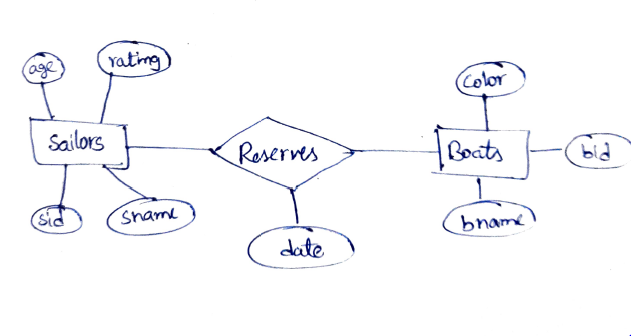 age
rating
color
Sailors
Reserves
Boats
bid
sid
sname
bname
date